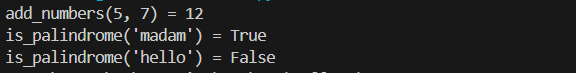 add_numbers(5, 7) = 12
is_palindrome('madam') = True
is_palindrome('hello') = False